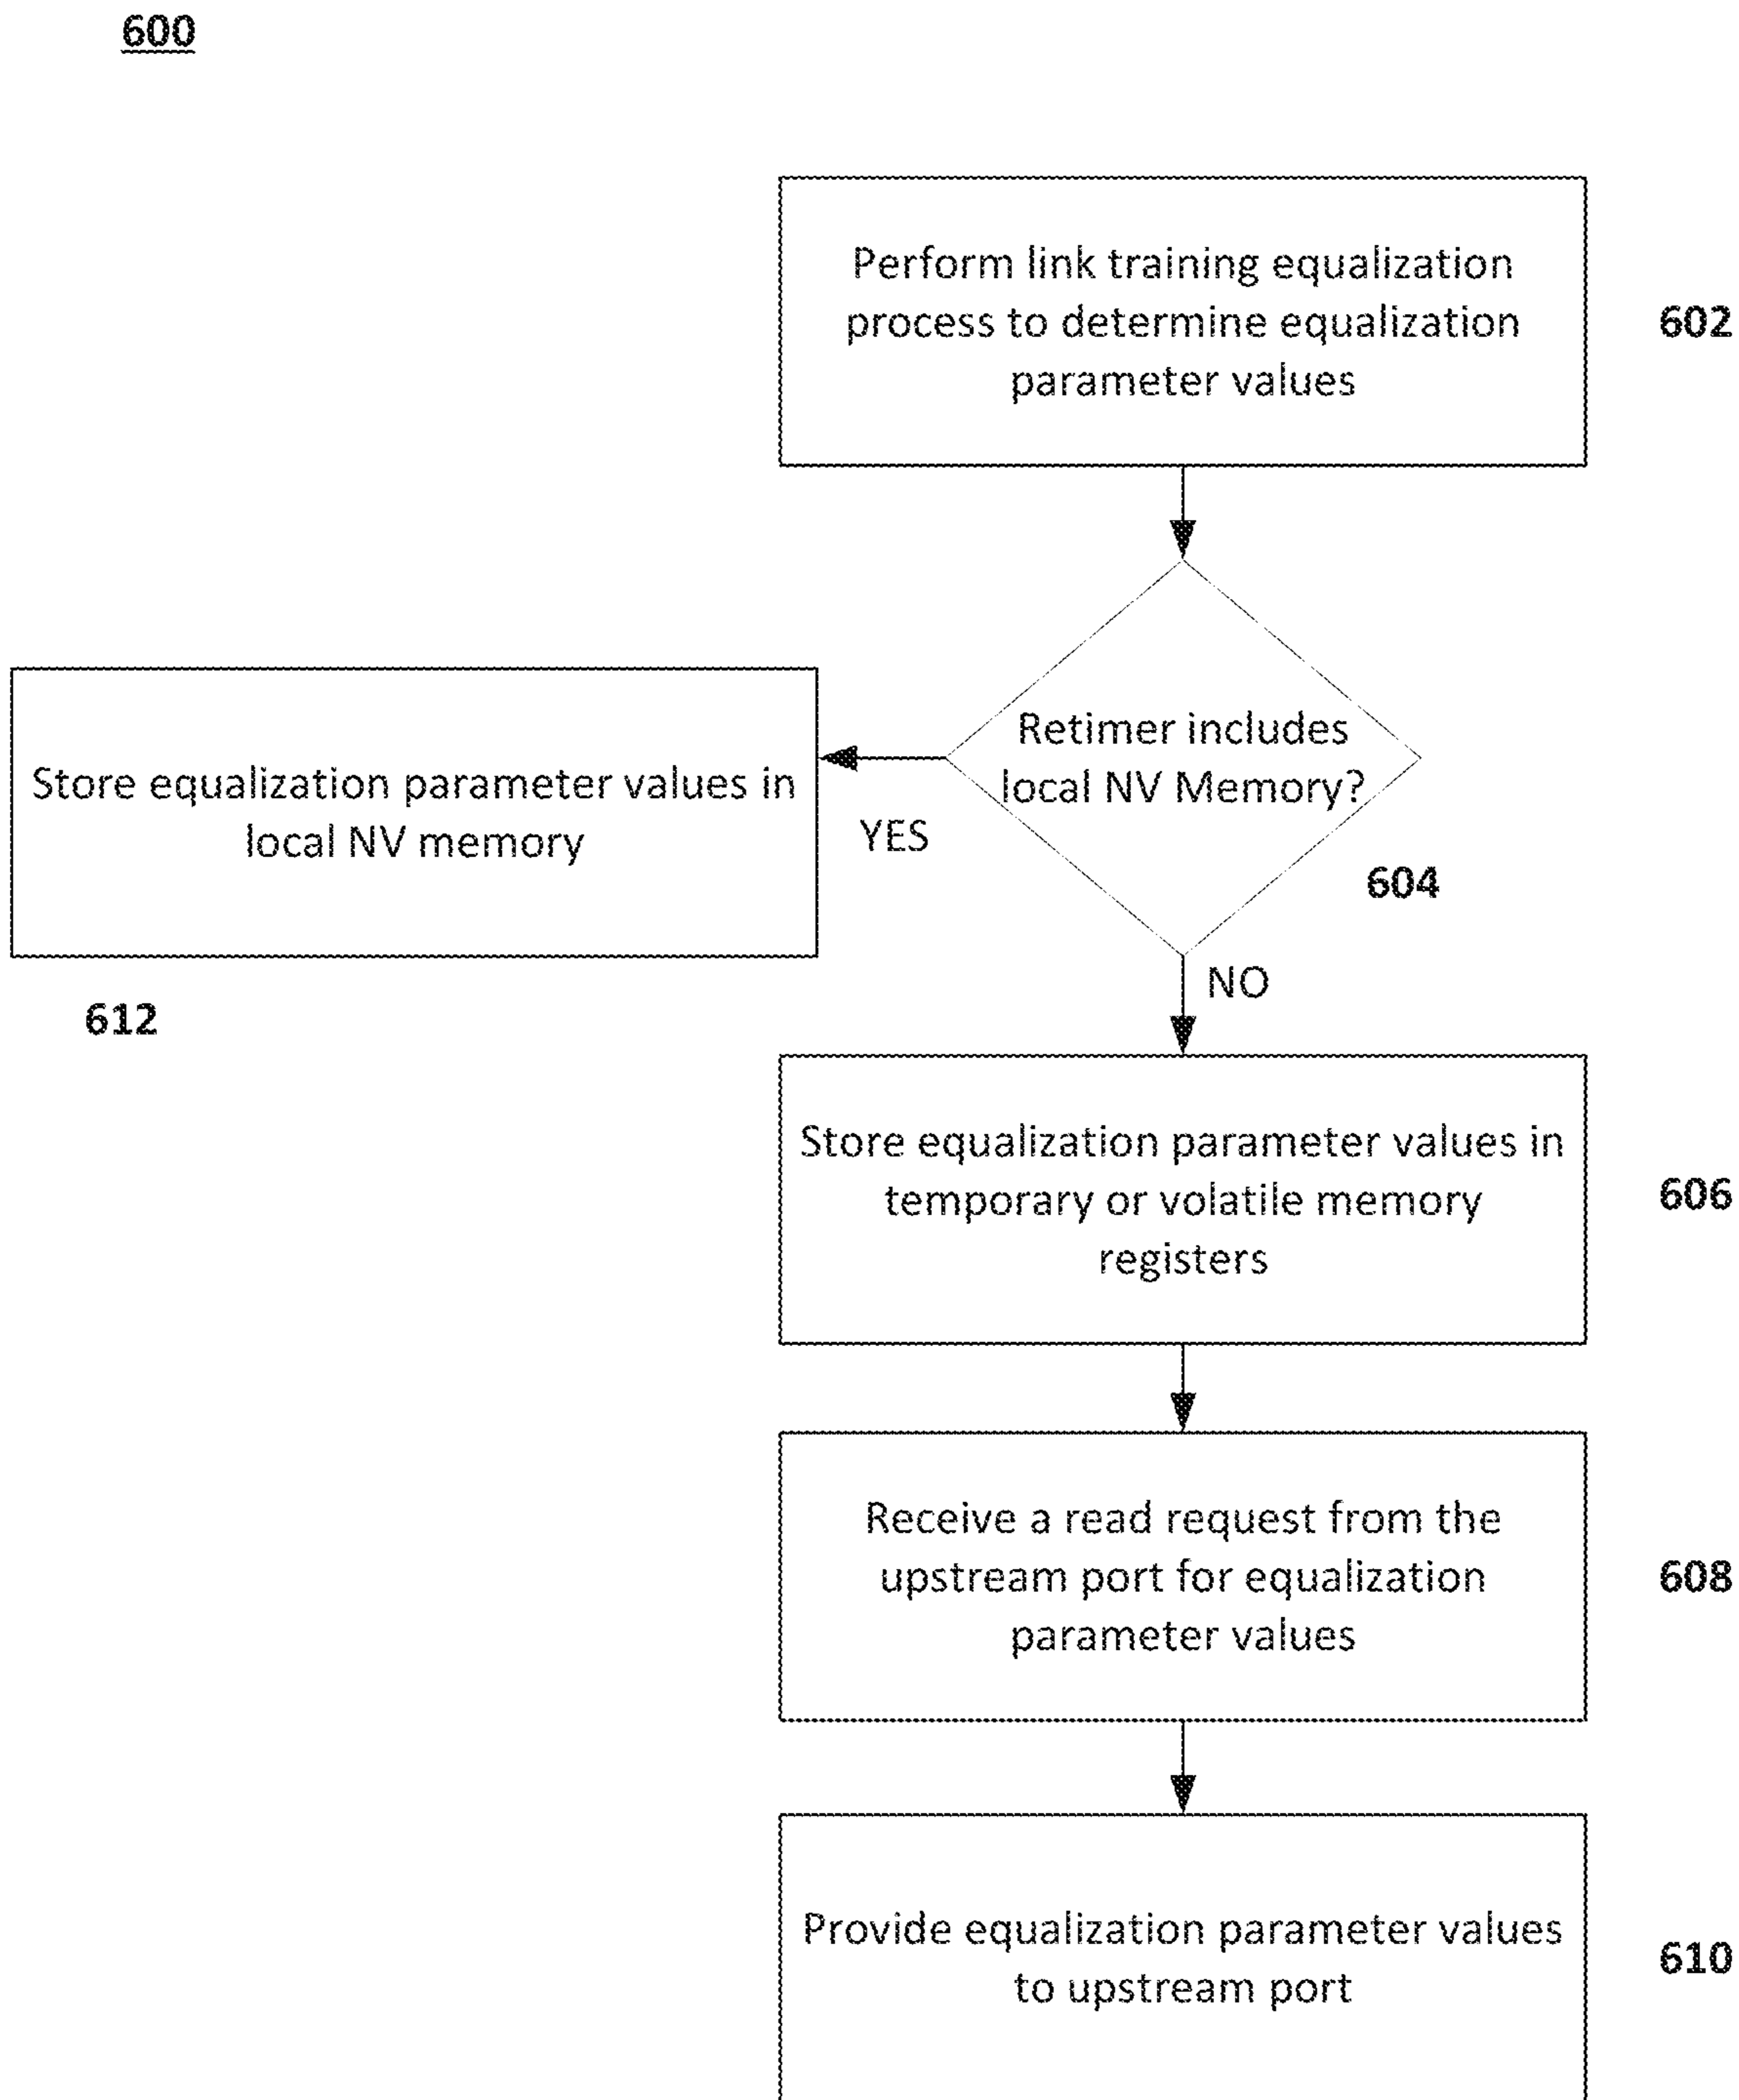 600
Perform link training equalization
process to determine equalization
parameter values
602
Retimer includes
local NV Memory?
604
YES
Store equalization parameter values in
local NV memory
612
NO
Store equalization parameter values in
temporary or volatile memory
registers
606
Receive a read request from the
upstream port for equalization
parameter values
608
Provide equalization parameter values
to upstream port
610